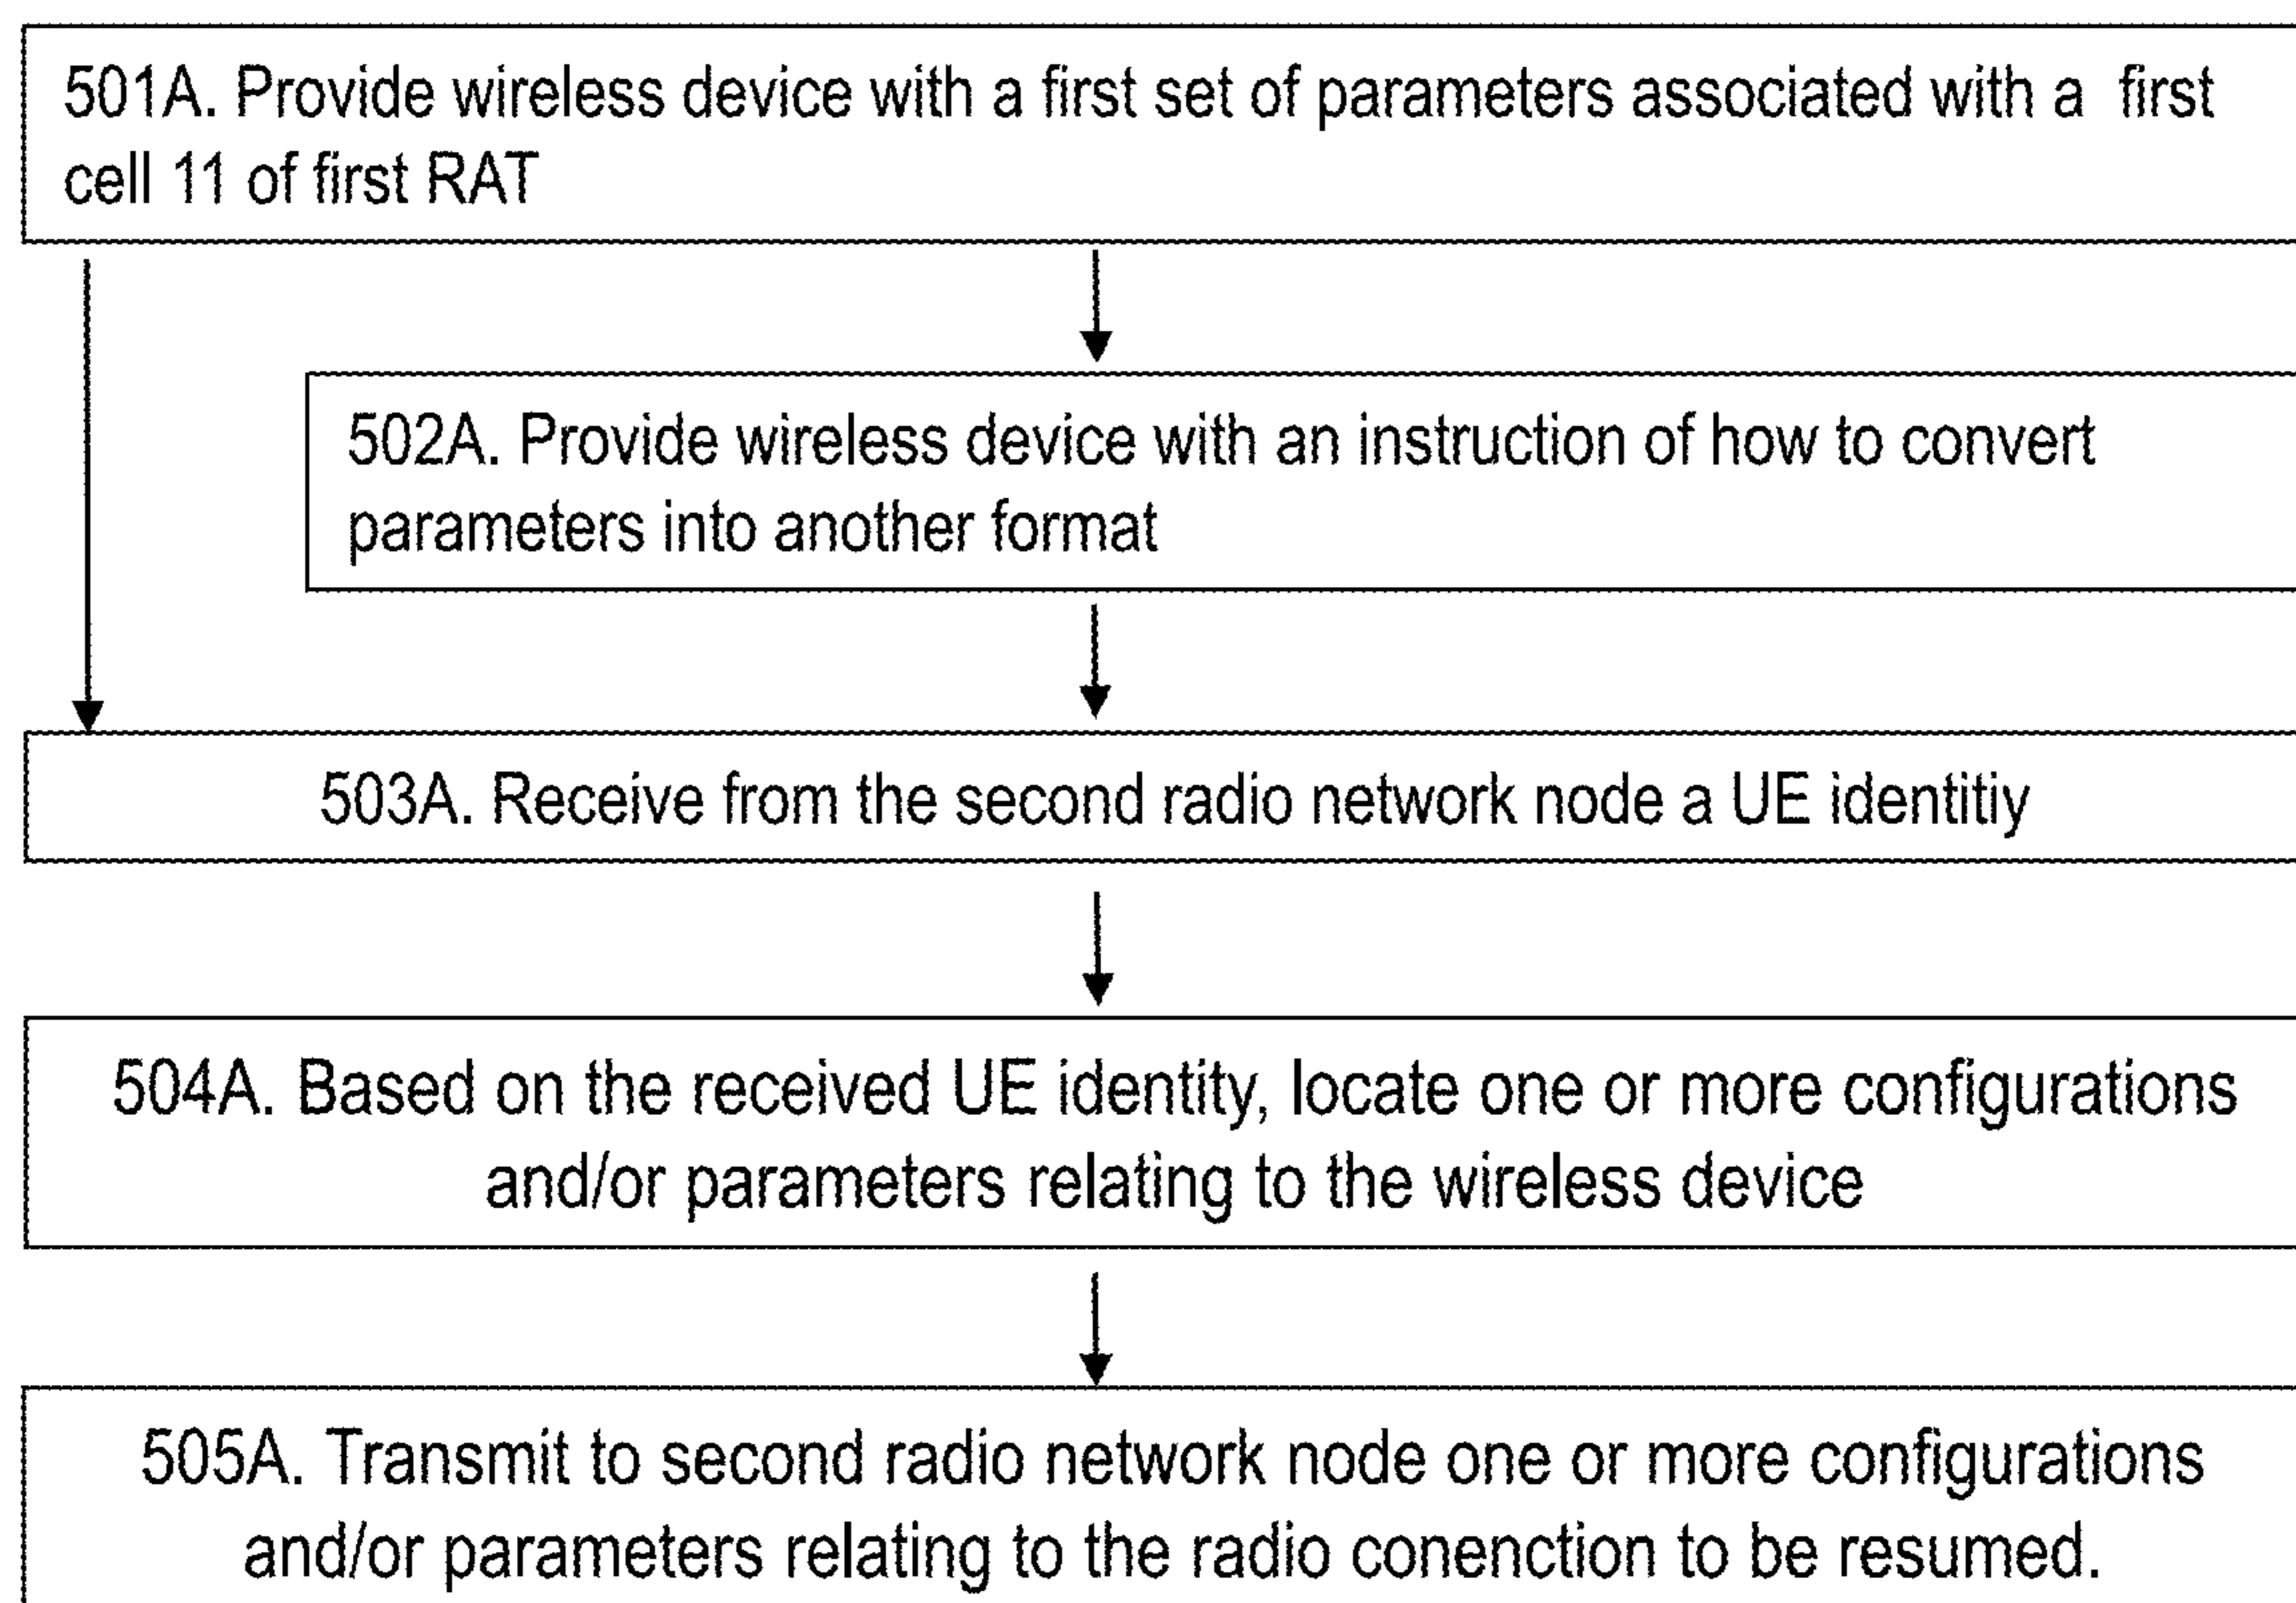 501A. Provide wireless device with a first set of parameters associated with a first
cell 11 of first RAT
502A. Provide wireless device with an instruction of how to convert
parameters into another format
503A. Receive from the second radio network node a UE identitiy
504A. Based on the received UE identity, locate one or more configurations
and/or parameters relating to the wireless device
505A. Transmit to second radio network node one or more configurations
and/or parameters relating to the radio conenction to be resumed.